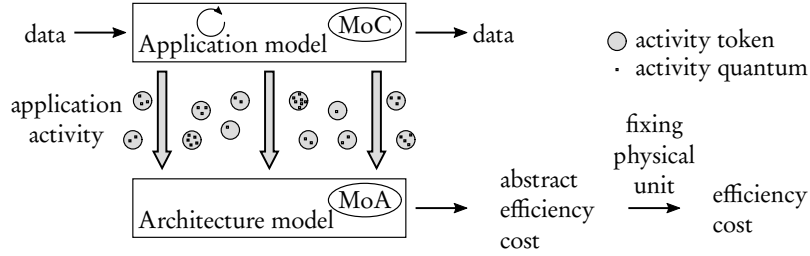 data
MoC
Application model
data
activity token
activity quantum
application
activity
fixing
physical
unit
MoA
Architecture model
abstract
efficiency
cost
efficiency
cost